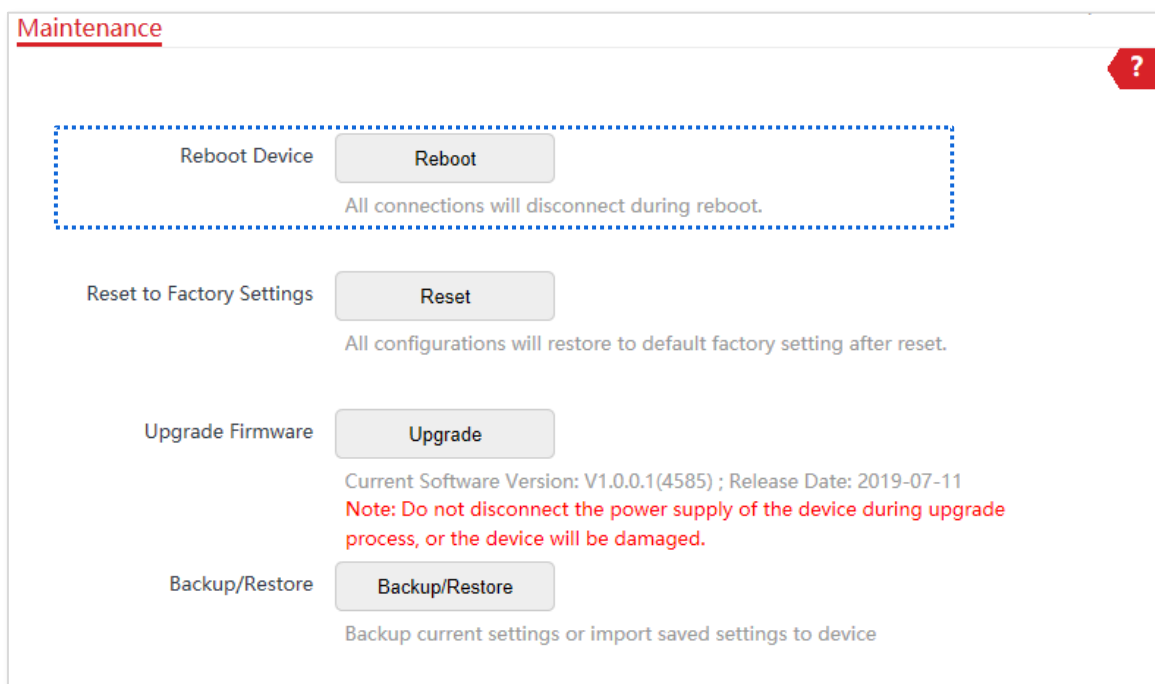 Maintenance
?
Reboot Device
Reboot
All connections will disconnect during reboot.
Reset to Factory Settings
Reset
All configurations will restore to default factory setting after reset.
Upgrade Firmware
Upgrade
Current Software Version: V1.0.0.1(4585) ; Release Date: 2019-07-11
Note: Do not disconnect the power supply of the device during upgrade
process, or the device will be damaged.
Backup/Restore
Backup/Restore
Backup current settings or import saved settings to device